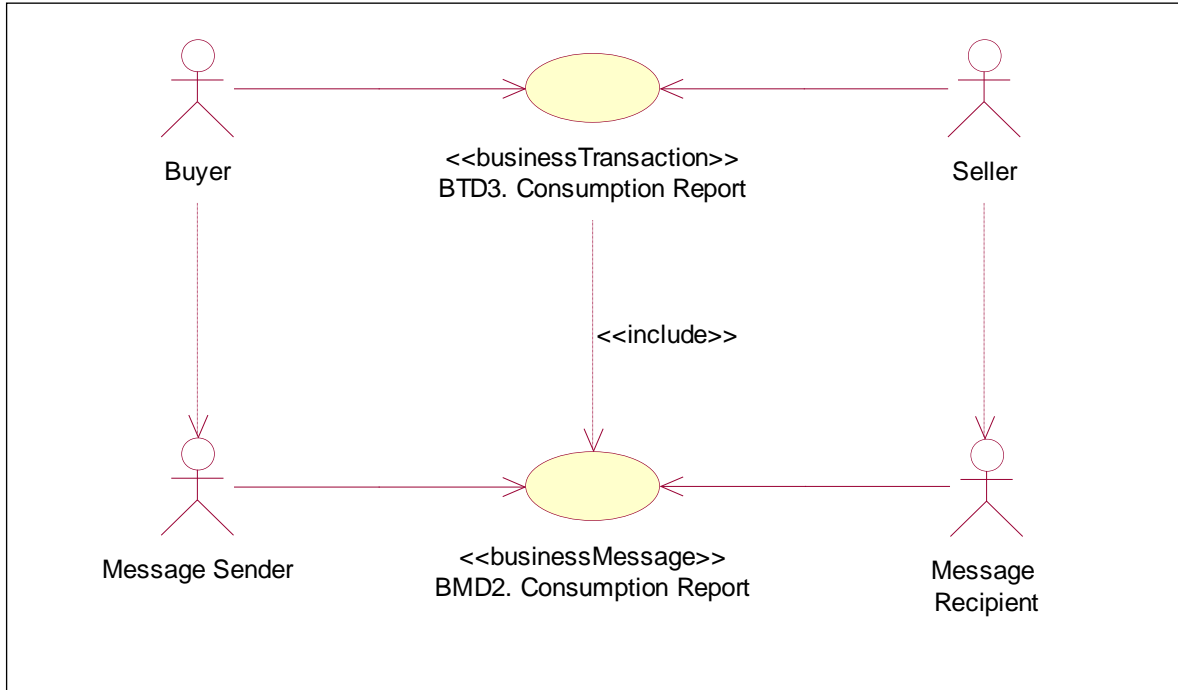 Buyer
<<businessTransaction>>
BTD3. Consumption Report
Seller
<<include>>
Message Sender
<<businessMessage>>
BMD2. Consumption Report
Message
Recipient